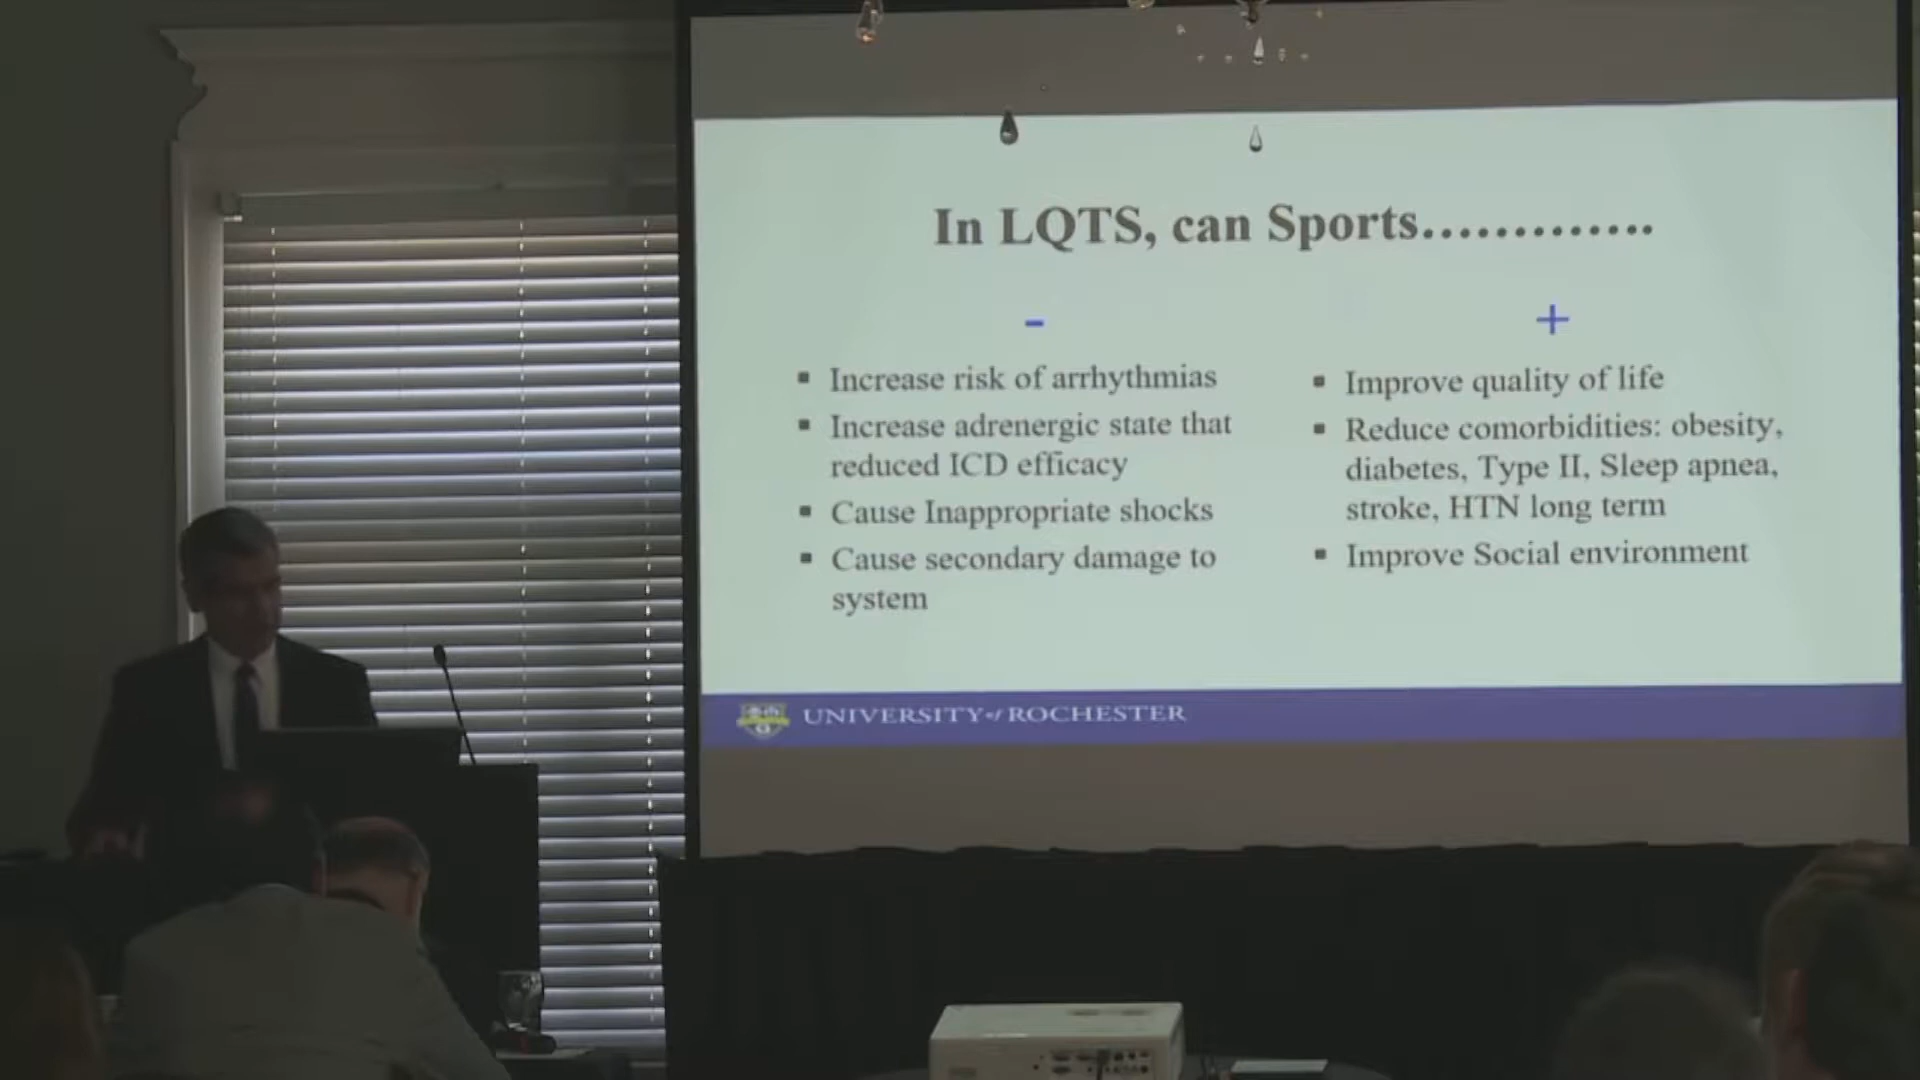 In LQTS, can Sports.............
-
▪ Increase risk of arrhythmias
▪ Increase adrenergic state that
reduced ICD efficacy
▪ Cause Inappropriate shocks
▪ Cause secondary damage to
system
+
▪ Improve quality of life
▪ Reduce comorbidities: obesity,
diabetes, Type II, Sleep apnea,
stroke, HTN long term
▪ Improve Social environment
UNIVERSITY of ROCHESTER